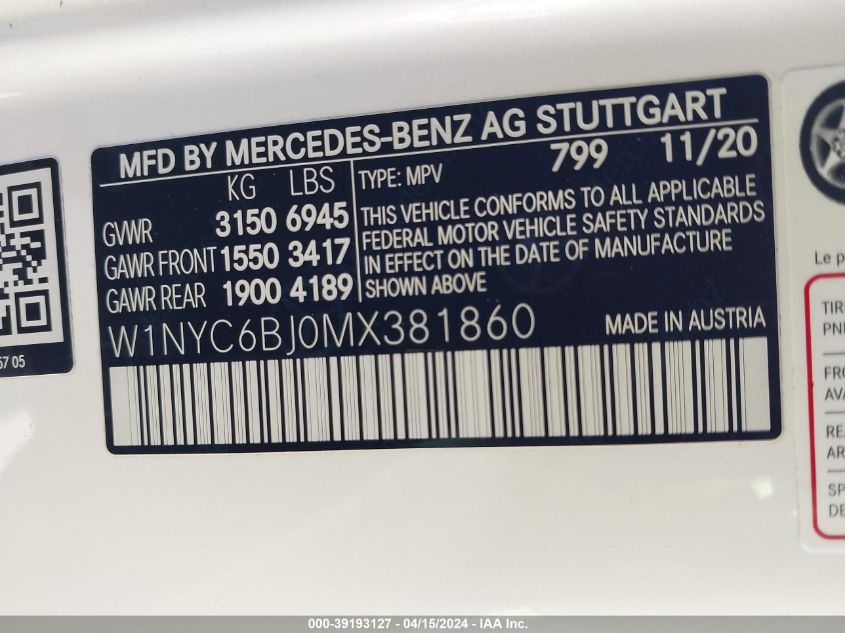 MFD BY MERCEDES-BENZ AG STUTTGART
KG LBS
TYPE: MPV 799 11/20
GVWR 3150 6945
GAWR FRONT 1550 3417
GAWR REAR 1900 4189
THIS VEHICLE CONFORMS TO ALL APPLICABLE
FEDERAL MOTOR VEHICLE SAFETY STANDARDS
IN EFFECT ON THE DATE OF MANUFACTURE
SHOWN ABOVE
W1NYC6BJ0MX381860 MADE IN AUSTRIA
05
Le
000-39193127 - 04/15/2024 - IAA Inc.